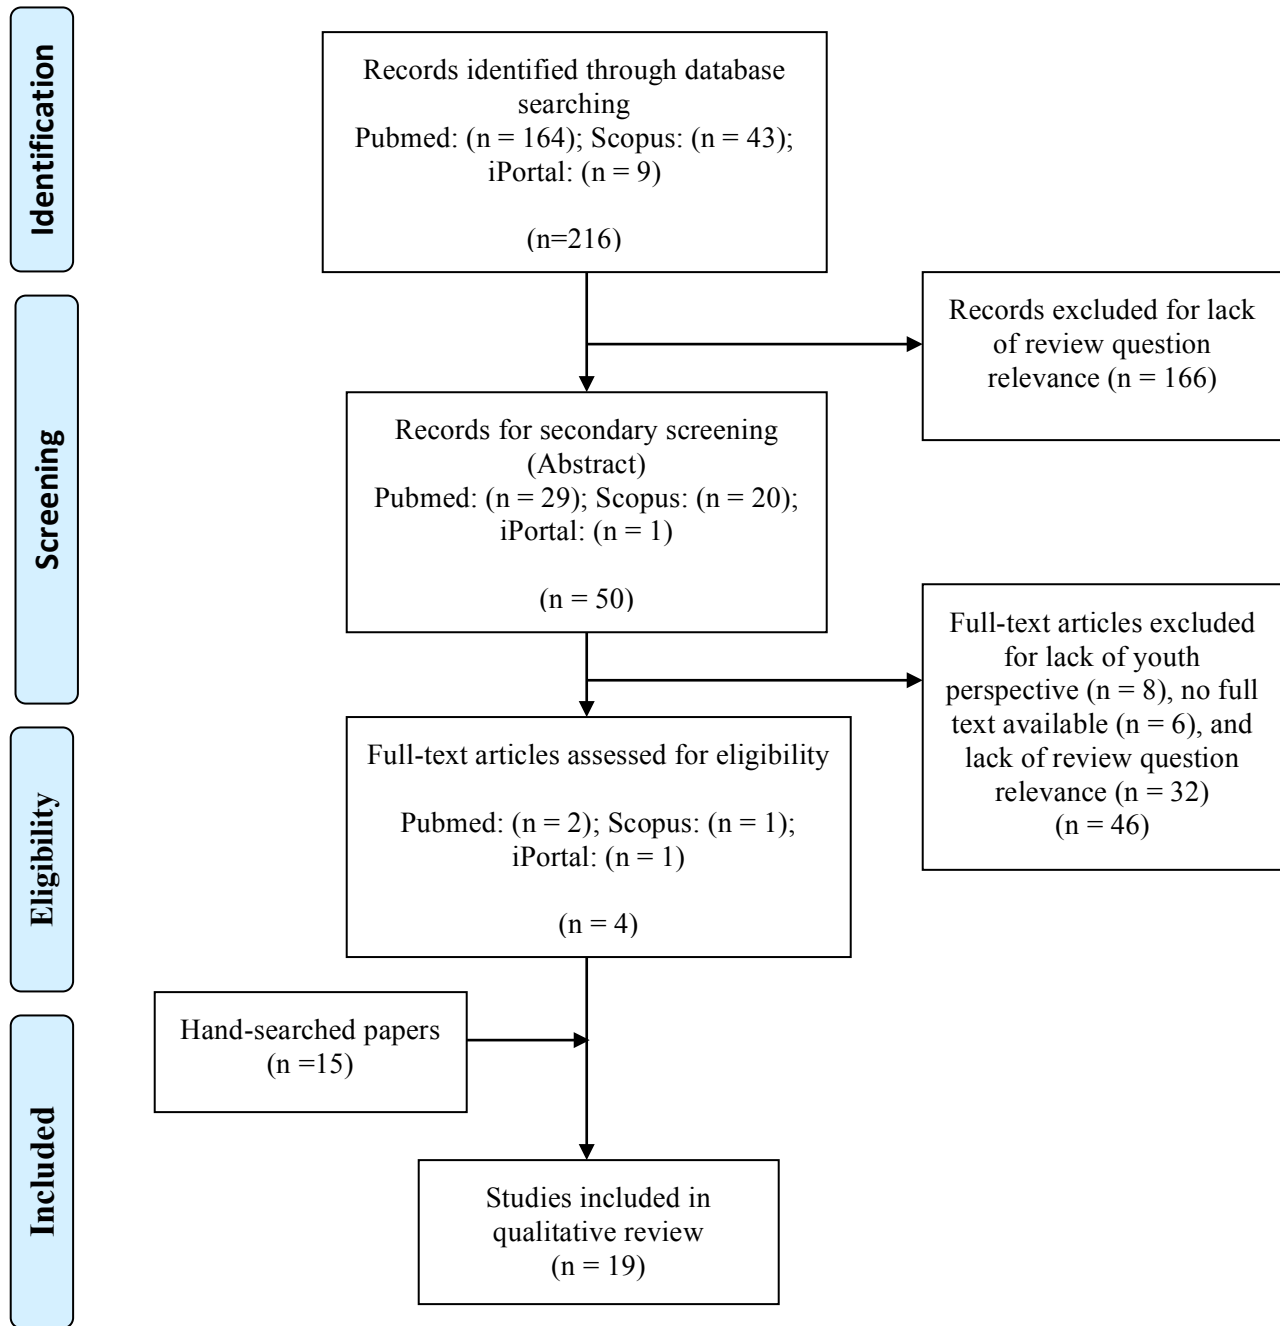 Identification
Records identified through database
searching
Pubmed: (n = 164); Scopus: (n = 43);
iPortal: (n = 9)
(n=216)
Records excluded for lack
of review question
relevance (n = 166)
Screening
Records for secondary screening
(Abstract)
Pubmed: (n = 29); Scopus: (n = 20);
iPortal: (n = 1)
(n = 50)
Full-text articles excluded
for lack of youth
perspective (n = 8), no full
text available (n = 6), and
lack of review question
relevance (n = 32)
(n = 46)
Eligibility
Full-text articles assessed for eligibility
Pubmed: (n = 2); Scopus: (n = 1);
iPortal: (n = 1)
(n = 4)
Hand-searched papers
(n =15)
Included
Studies included in
qualitative review
(n = 19)